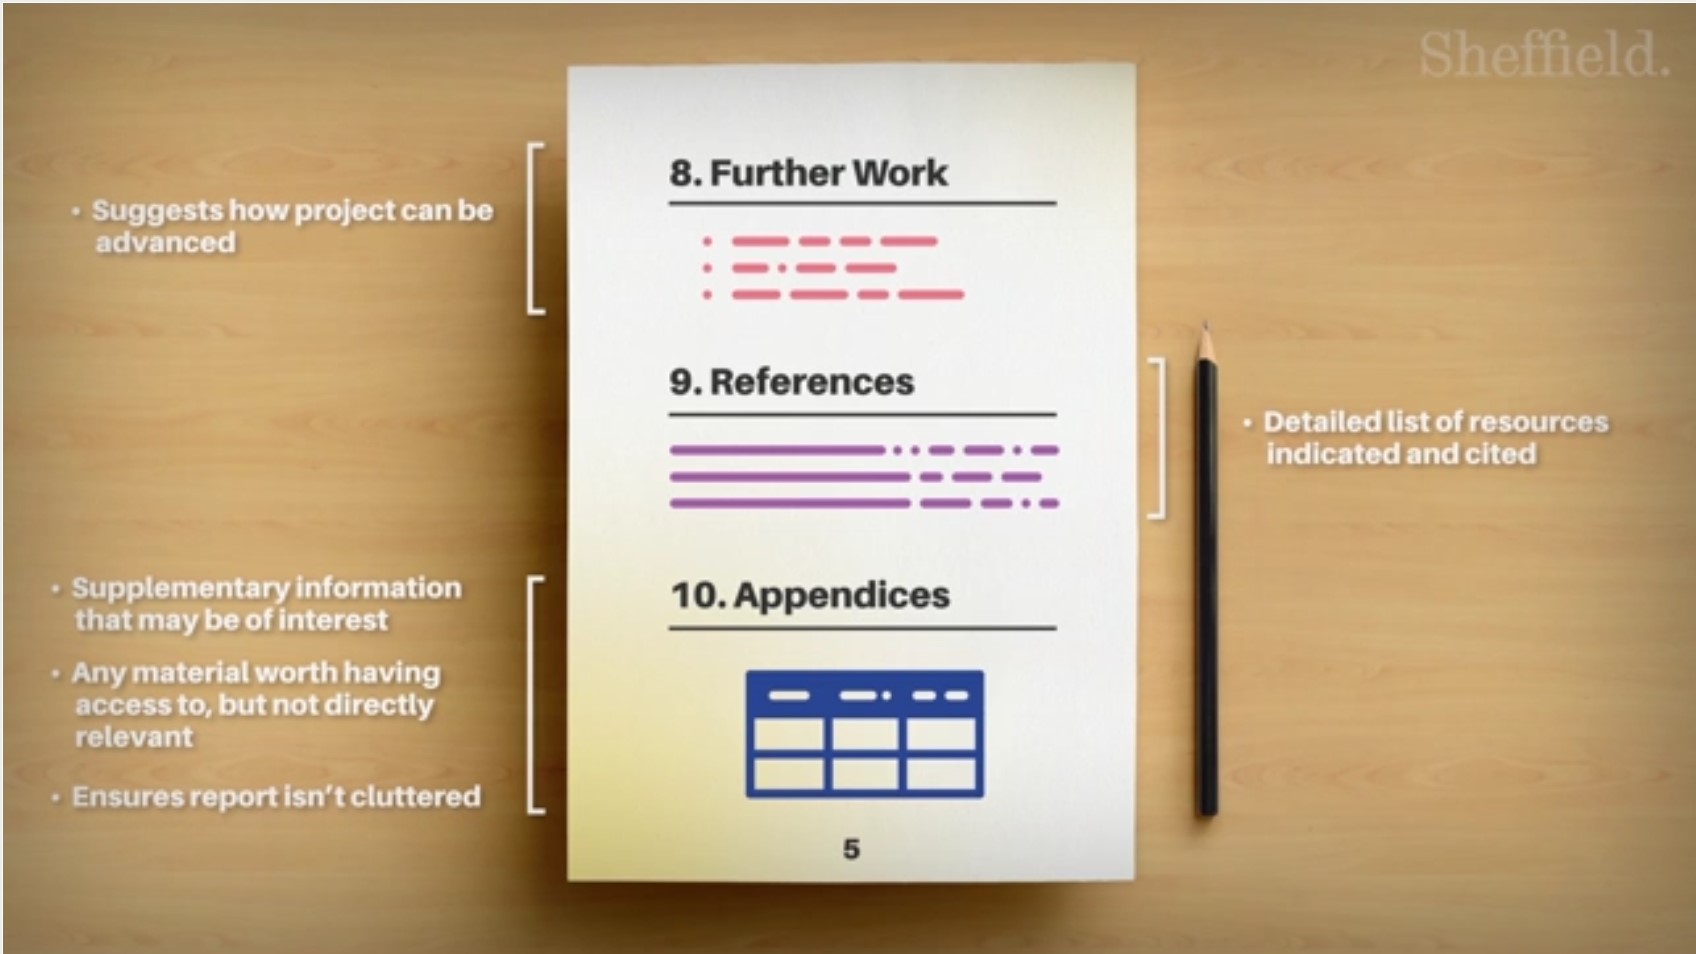 Sheffield.
8. Further Work
• Suggests how project can be
advanced
9. References
• Detailed list of resources
indicated and cited
10. Appendices
• Supplementary information
that may be of interest
• Any material worth having
access to, but not directly
relevant
• Ensures report isn't cluttered
5